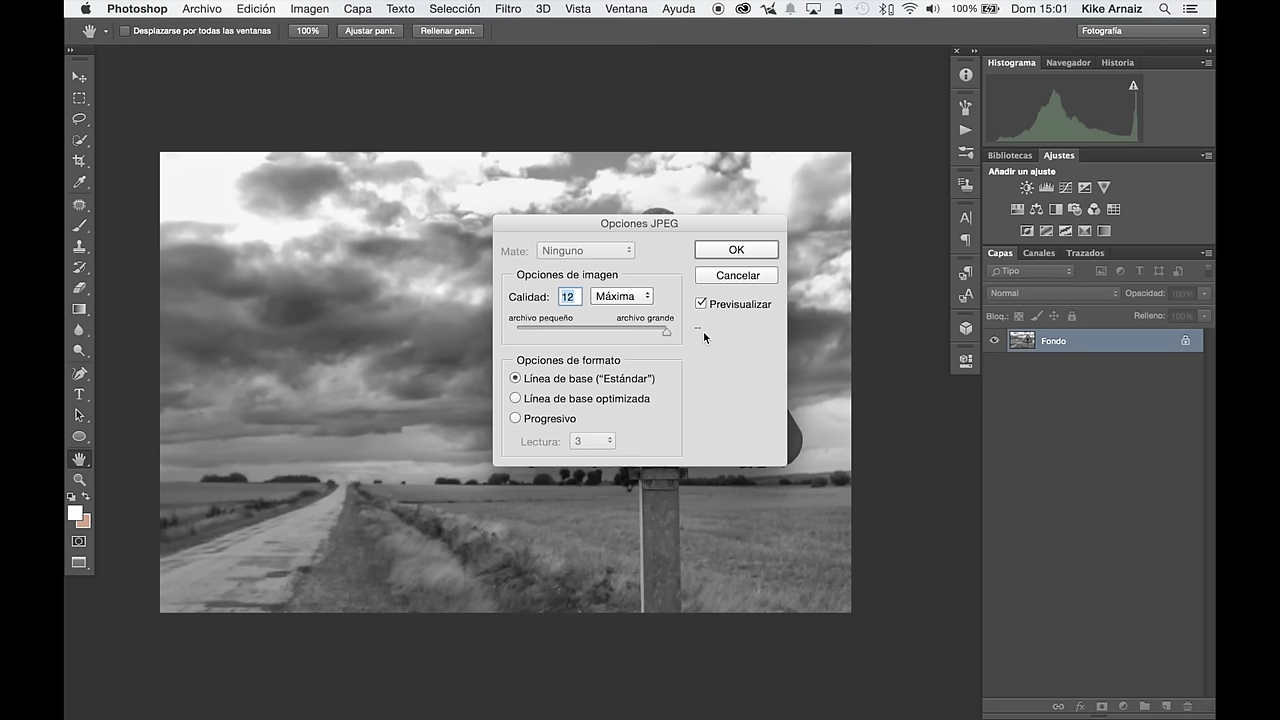 Photoshop Archivo Edición Imagen Capa Texto Selección Filtro 3D Vista Ventana Ayuda 100% Dom 15:01 Kike Arnaiz
Desplazarse por todas las ventanas 100% Ajustar pant. Rellenar pant. Fotografía
Histograma Navegador Historia
Bibliotecas Ajustes
Añadir un ajuste
Capas Canales Trazados
Tipo
Normal Opacidad: 100%
Bloq.: Relleno: 100%
Fondo
Opciones JPEG
Mate: Ninguno OK
Opciones de imagen Cancelar
Calidad: 12 Máxima Previsualizar
archivo pequeño archivo grande
--
Opciones de formato
Línea de base (“Estándar”)
Línea de base optimizada
Progresivo
Lectura: 3